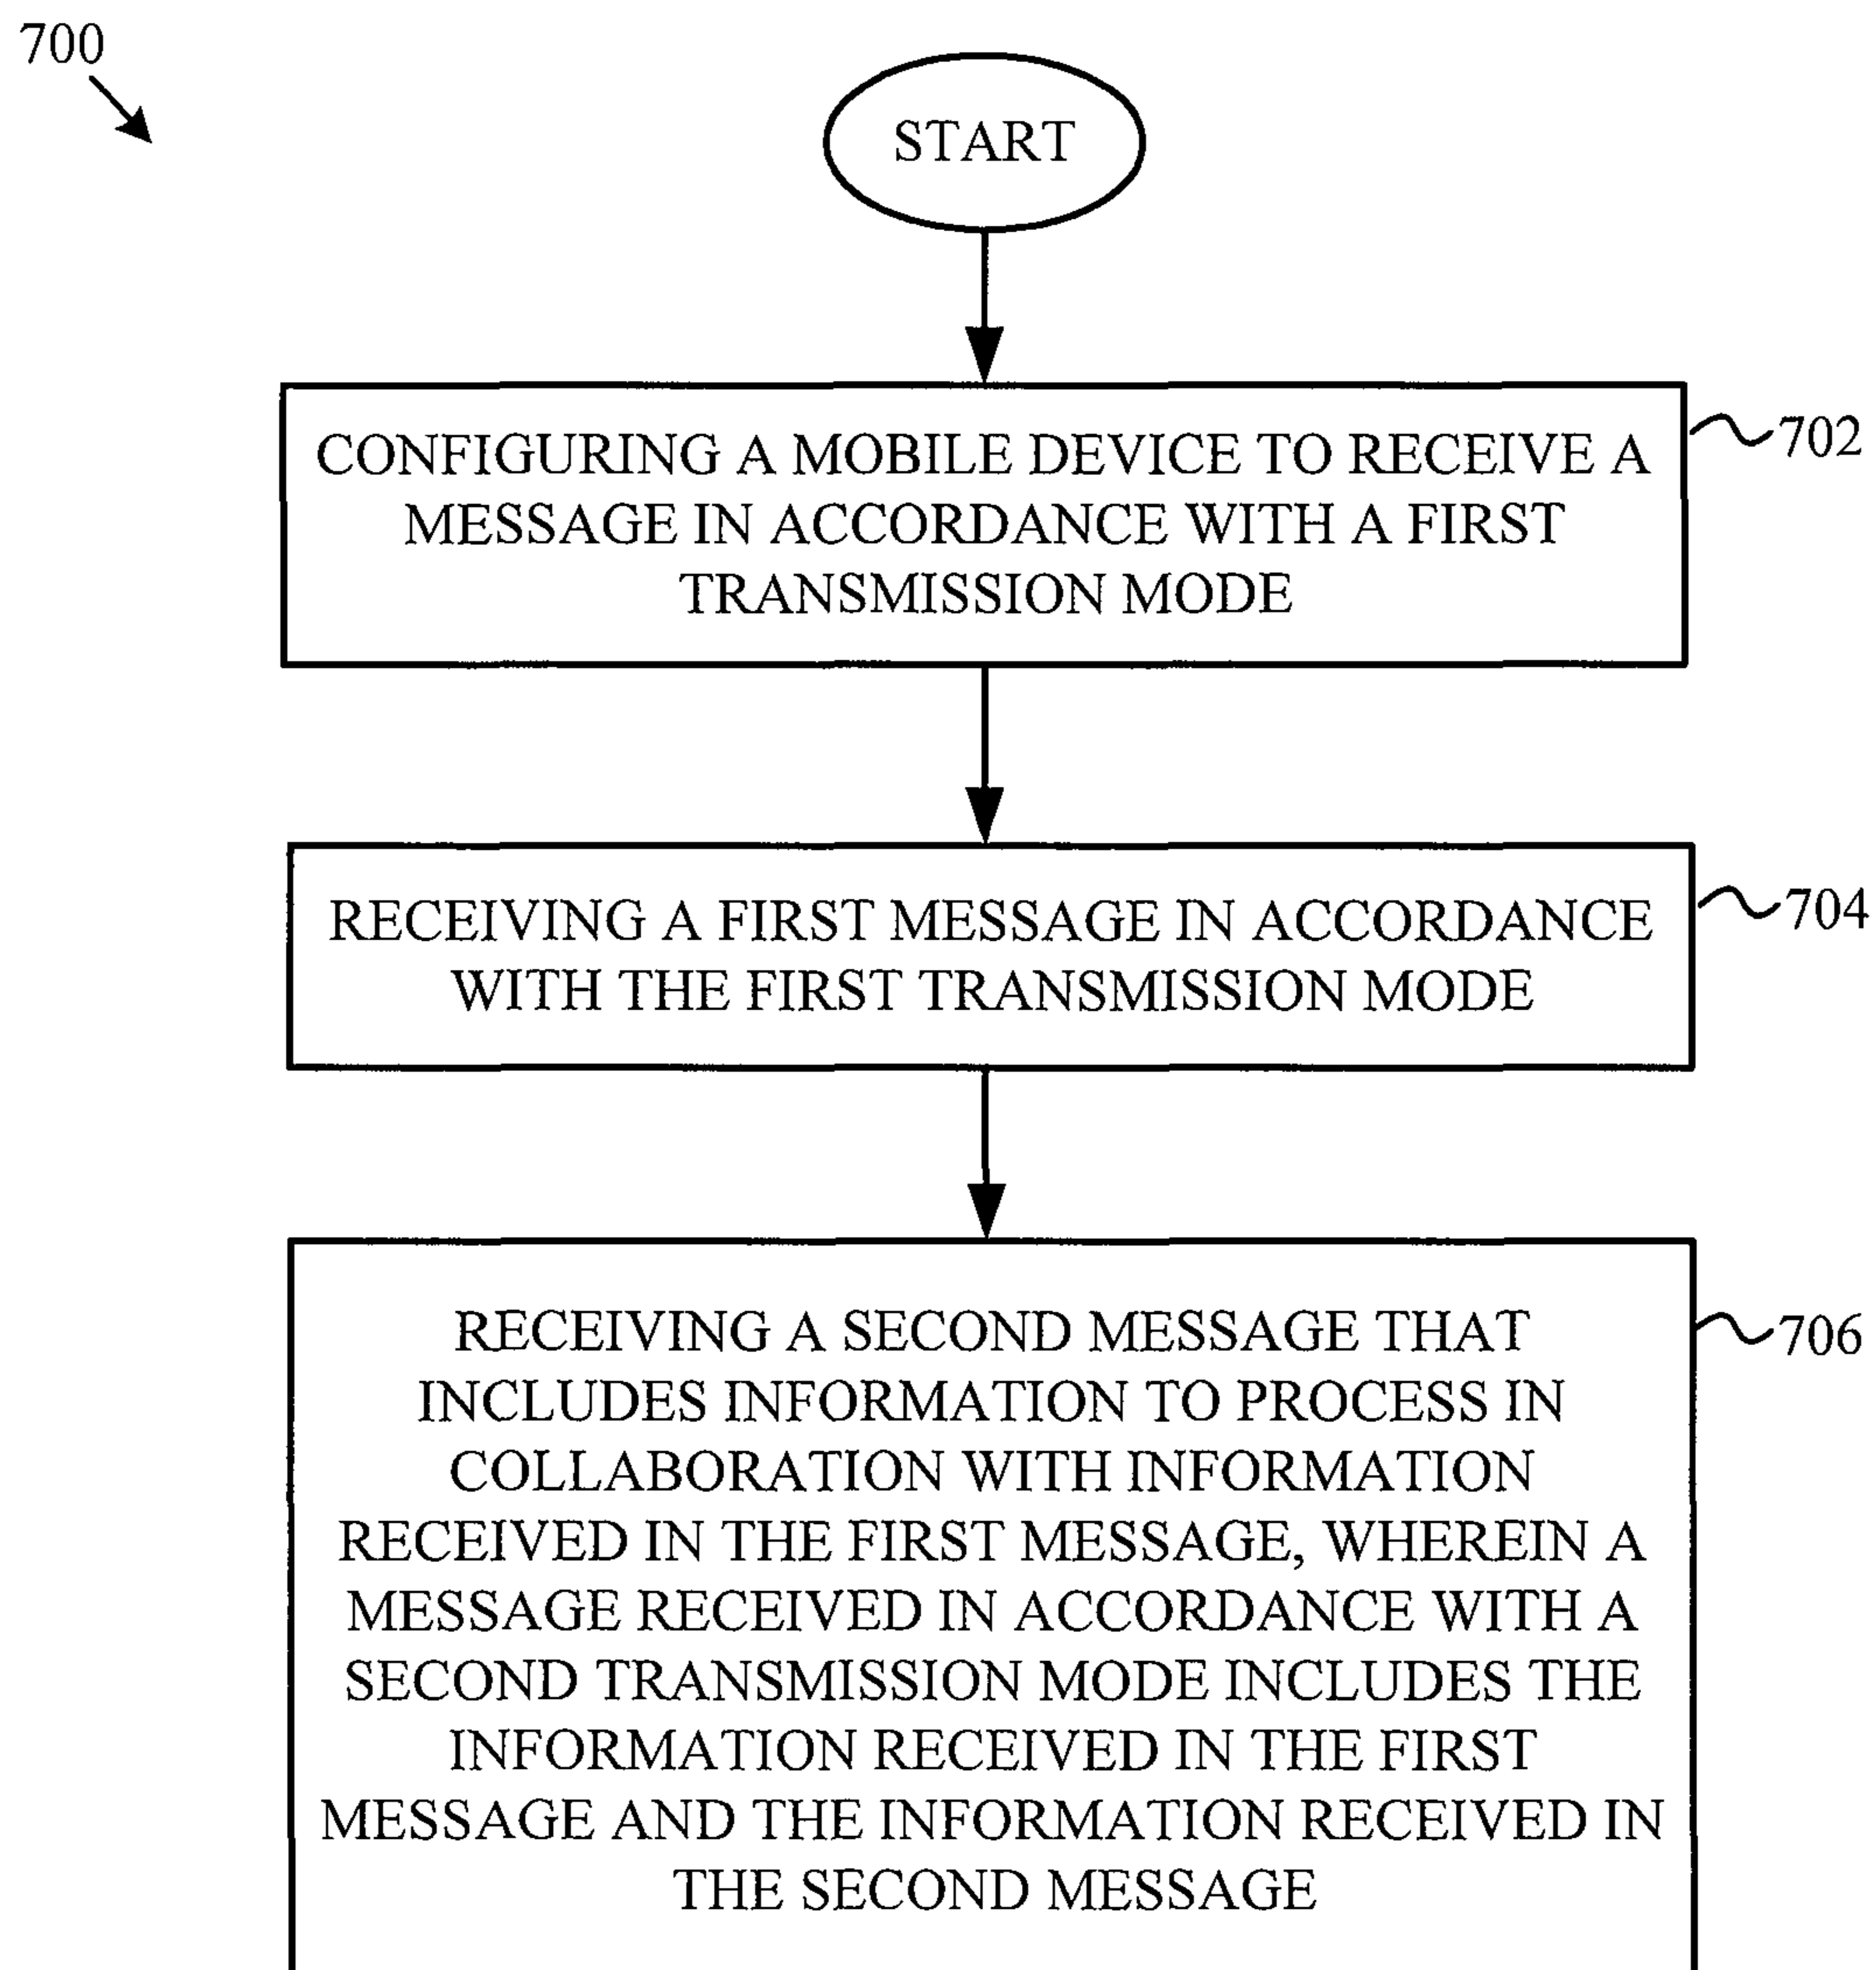 700
START
CONFIGURING A MOBILE DEVICE TO RECEIVE A
MESSAGE IN ACCORDANCE WITH A FIRST
TRANSMISSION MODE
702
RECEIVING A FIRST MESSAGE IN ACCORDANCE
WITH THE FIRST TRANSMISSION MODE
704
RECEIVING A SECOND MESSAGE THAT
INCLUDES INFORMATION TO PROCESS IN
COLLABORATION WITH INFORMATION
RECEIVED IN THE FIRST MESSAGE, WHEREIN A
MESSAGE RECEIVED IN ACCORDANCE WITH A
SECOND TRANSMISSION MODE INCLUDES THE
INFORMATION RECEIVED IN THE FIRST
MESSAGE AND THE INFORMATION RECEIVED IN
THE SECOND MESSAGE
706